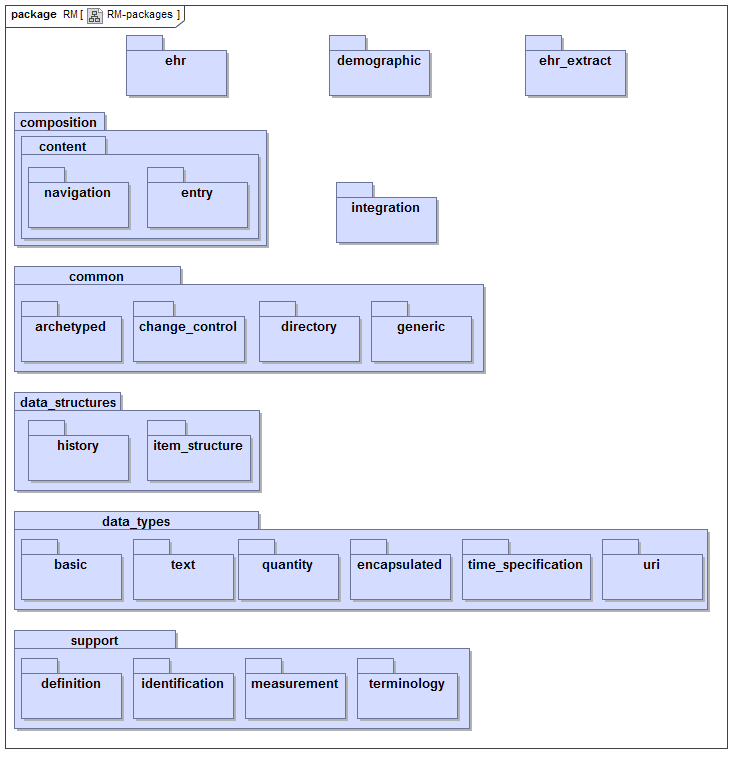 package RM [ RM-packages ]
ehr
demographic
ehr_extract
composition
content
navigation
entry
integration
common
archetyped
change_control
directory
generic
data_structures
history
item_structure
data_types
basic
text
quantity
encapsulated
time_specification
uri
support
definition
identification
measurement
terminology